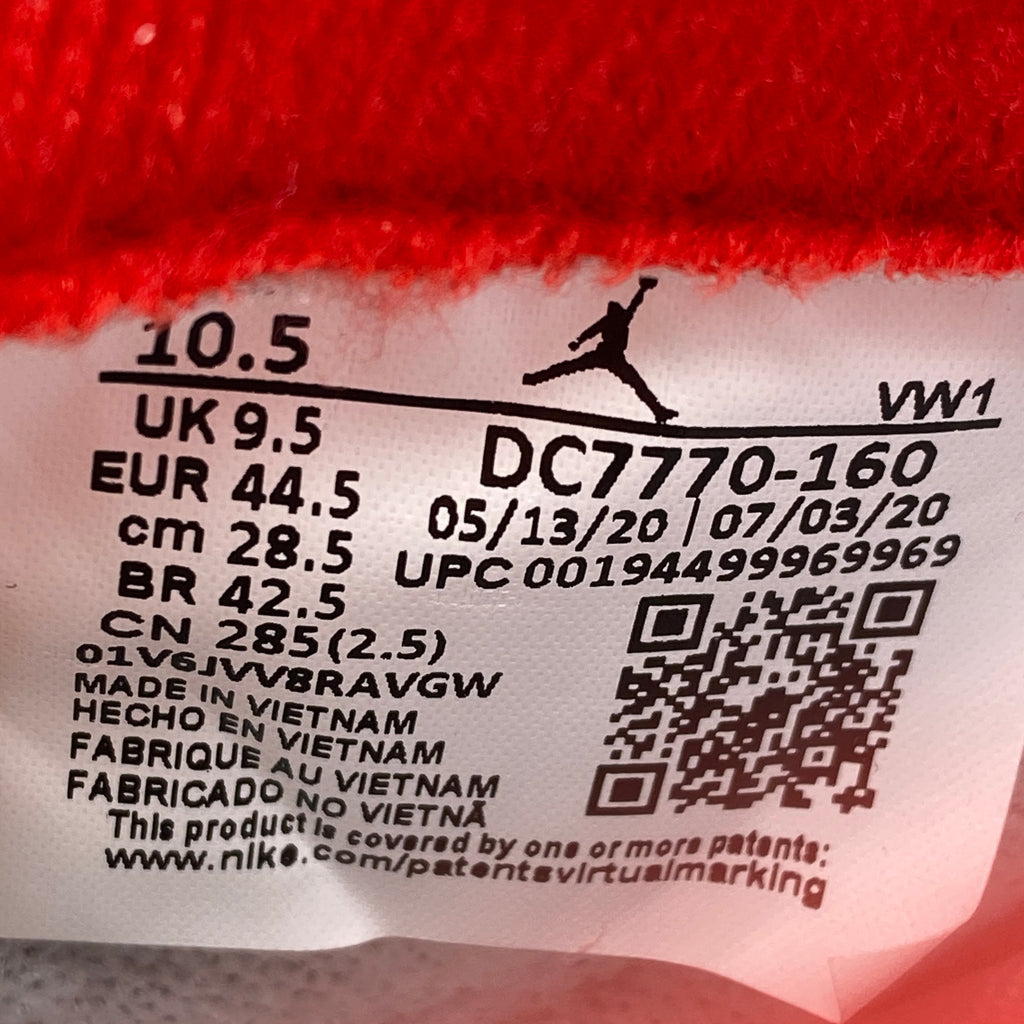 10.5
VW1
UK 9.5
DC7770-160
EUR 44.5
05/13/20 | 07/03/20
cm 28.5
UPC 00194499969969
BR 42.5
CN 285(2.5)
01V6JVV8RAVGW
MADE IN VIETNAM
HECHO EN VIETNAM
FABRIQUE AU VIETNAM
FABRICADO NO VIETNÃ
This product is covered by one or more patents:
www.nike.com/patentsvirtualmarking